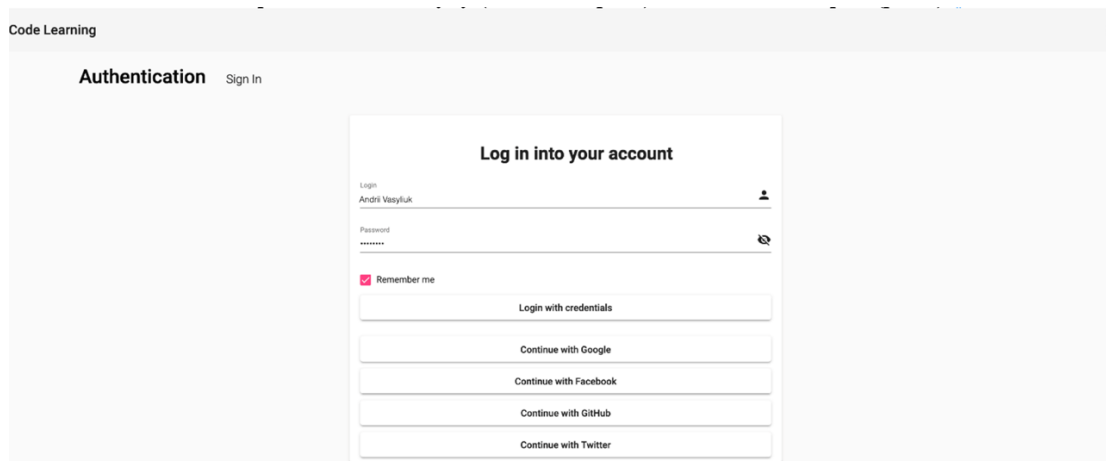 Code Learning
Authentication Sign In
Log in into your account
Login
Andrii Vasyliuk
Password
••••••••
Remember me
Login with credentials
Continue with Google
Continue with Facebook
Continue with GitHub
Continue with Twitter